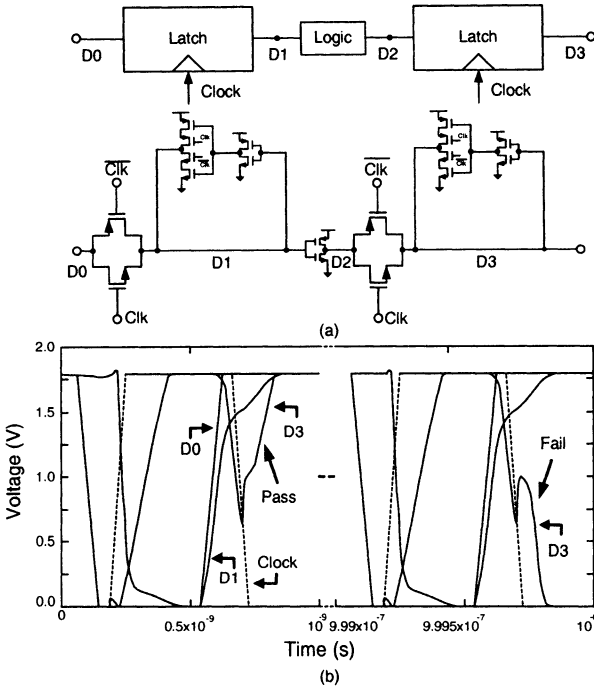 Latch
Logic
Latch
D0
D1
D2
D3
Clock
Clock
Clk
Clk
Clk
Clk
Clk
Clk
D0
D1
D2
D3
Clk
Clk
(a)
2.0
1.5
1.0
0.5
0.0
Voltage (V)
D0
D3
Pass
D1
Clock
Fail
D3
0
0.5x10⁻⁹
10⁻⁹
9.99x10⁻⁷
9.995x10⁻⁷
10⁻⁶
Time (s)
(b)